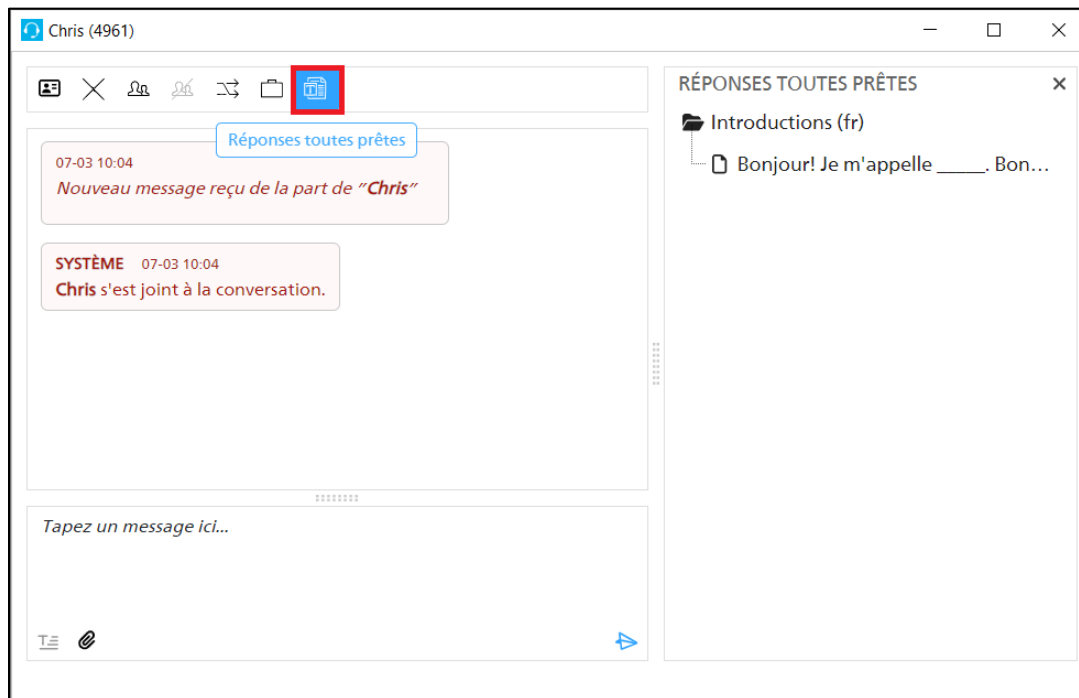 Chris (4961)
RÉPONSES TOUTES PRÊTES
Introductions (fr)
Bonjour! Je m'appelle _____. Bon...
Réponses toutes prêtes
07-03 10:04
Nouveau message reçu de la part de "Chris"
SYSTÈME 07-03 10:04
Chris s'est joint à la conversation.
Tapez un message ici...